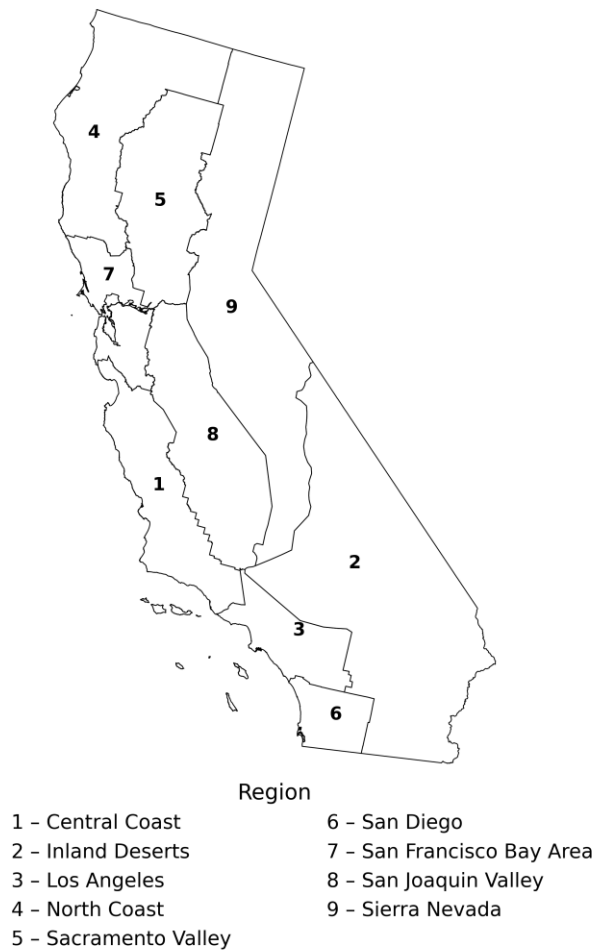 4
5
7
9
8
1
2
3
6
Region
1 – Central Coast
2 – Inland Deserts
3 – Los Angeles
4 – North Coast
5 – Sacramento Valley
6 – San Diego
7 – San Francisco Bay Area
8 – San Joaquin Valley
9 – Sierra Nevada